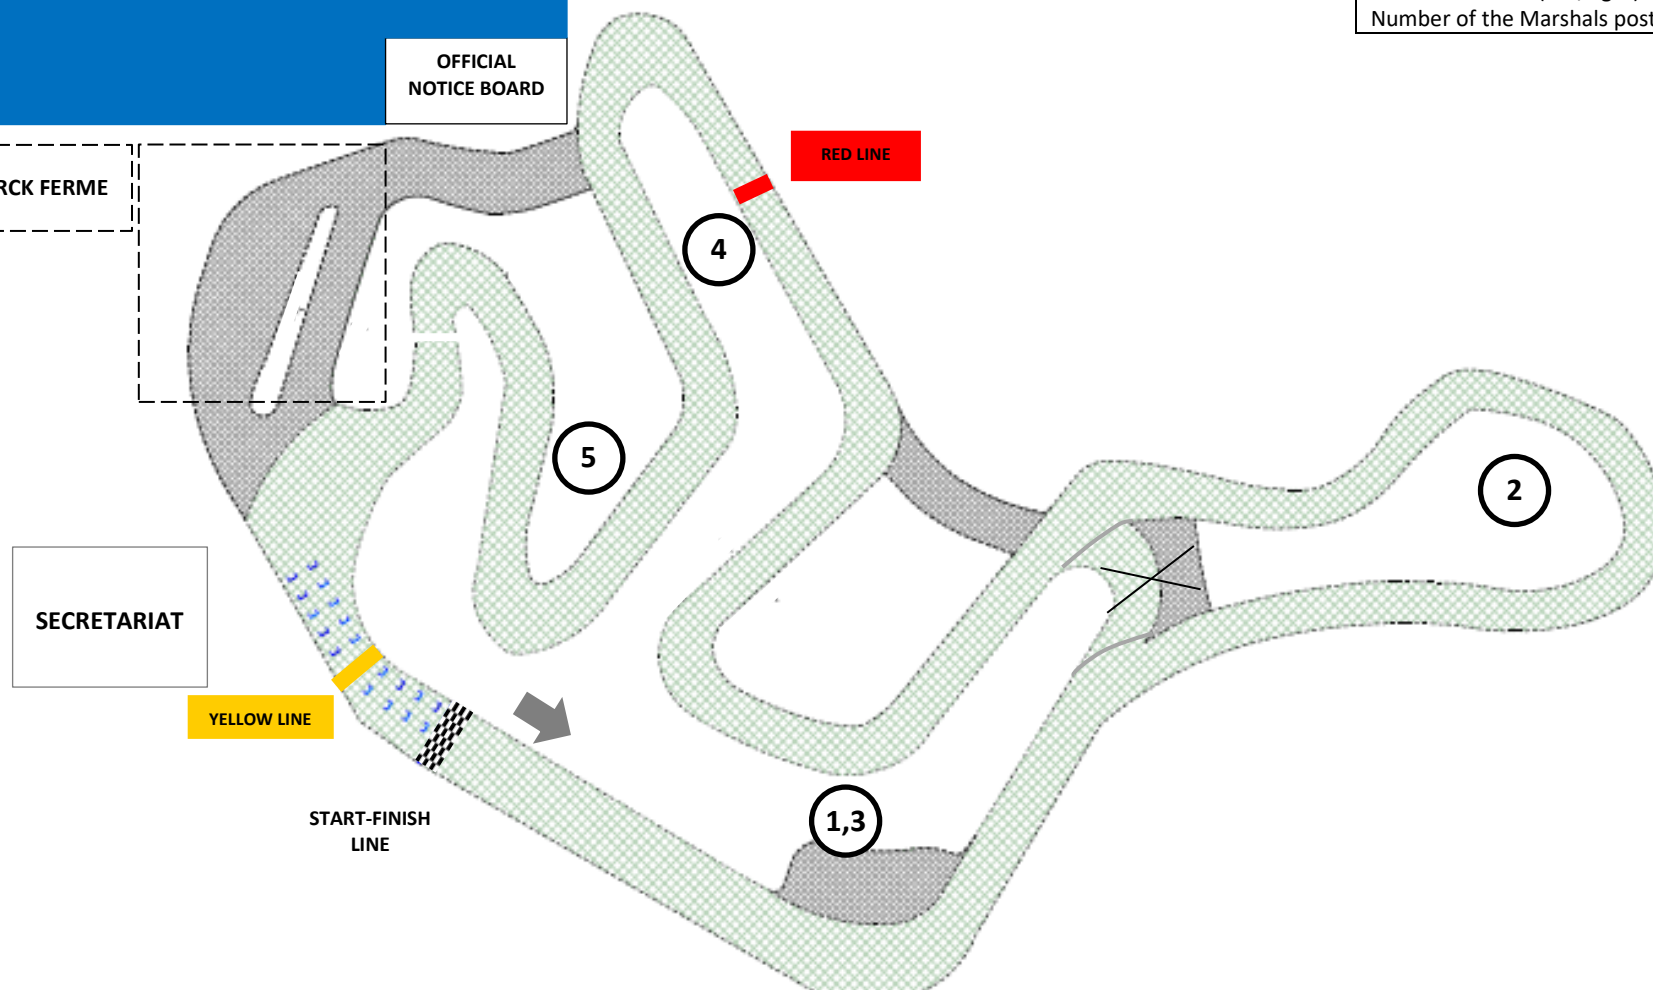 Number of the Marshals post
OFFICIAL
NOTICE BOARD
RED LINE
RCK FERME
4
5
2
SECRETARIAT
YELLOW LINE
START-FINISH
LINE
1,3